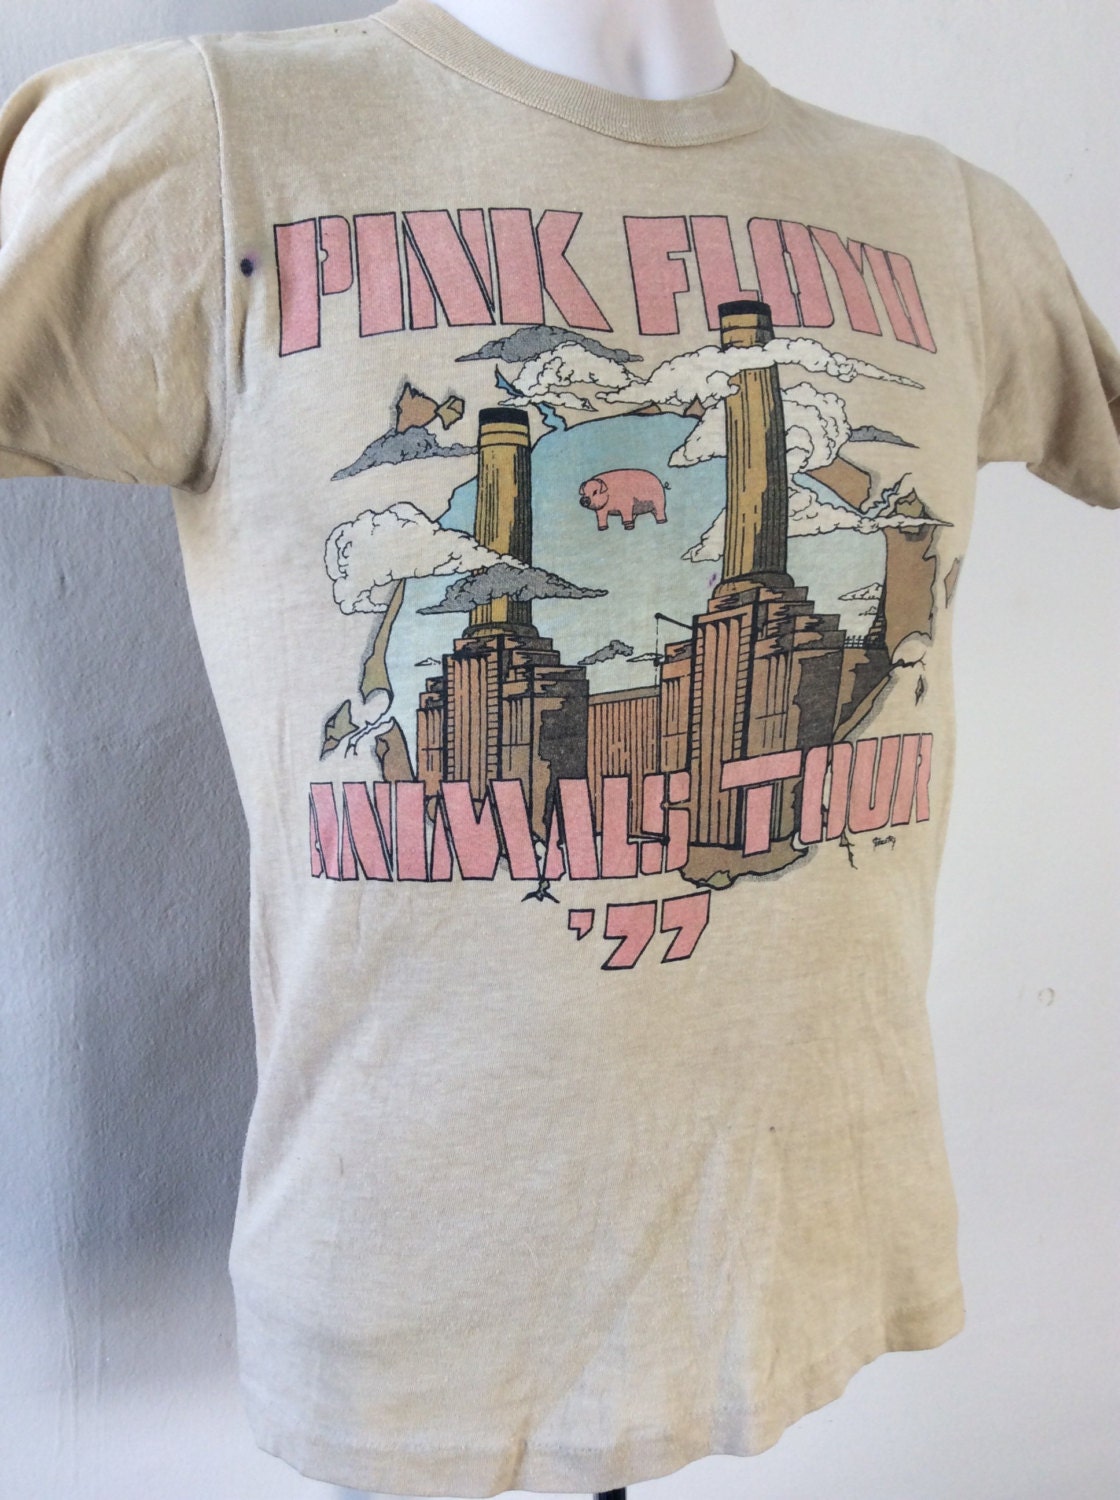 PINK FLOYD
ANIMALS TOUR
'77